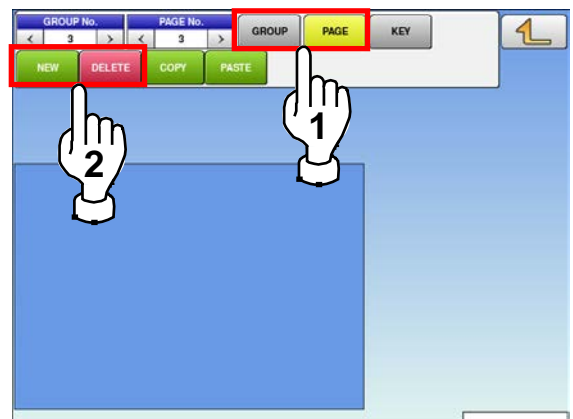 GROUP No. PAGE No.
< 3 > < 3 > GROUP PAGE KEY
NEW DELETE COPY PASTE
1
2